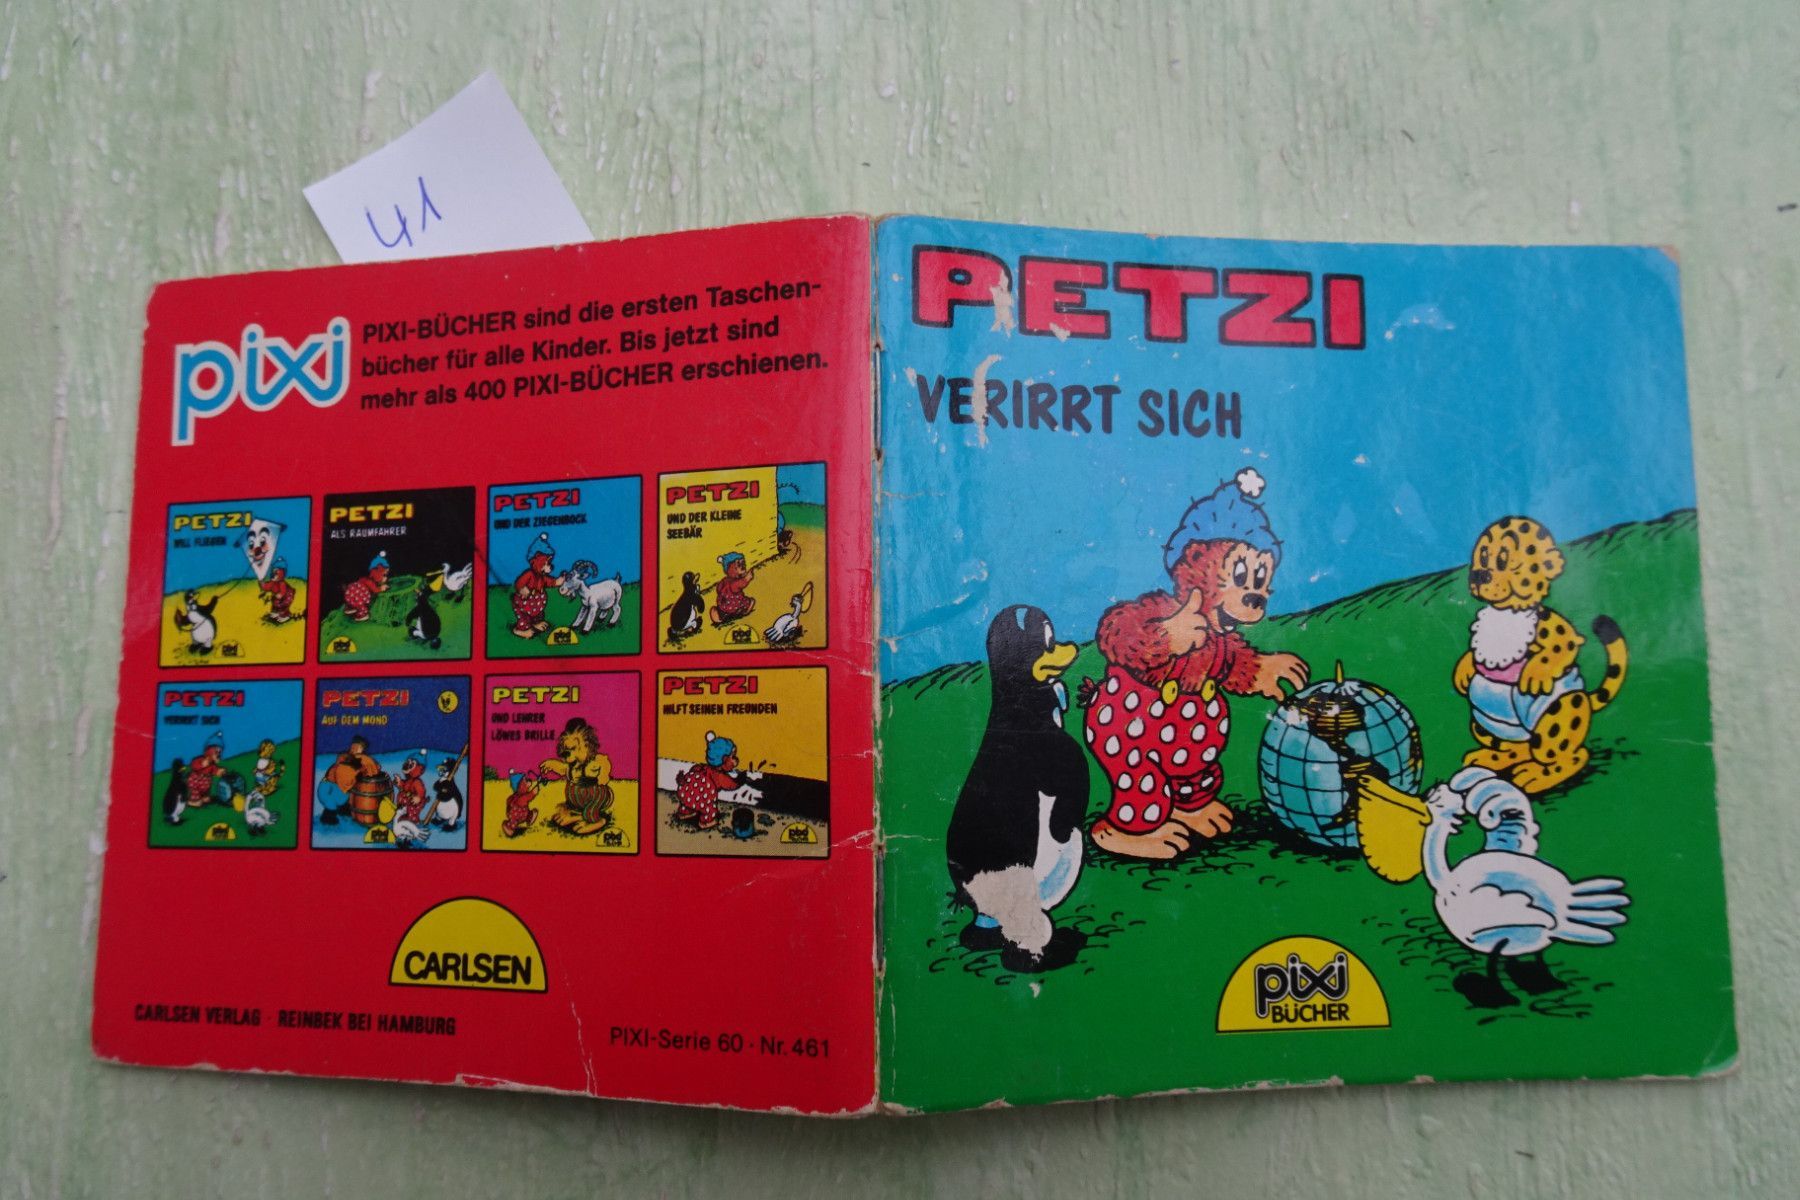 41
pixi
PIXI-BÜCHER sind die ersten Taschen-
bücher für alle Kinder. Bis jetzt sind
mehr als 400 PIXI-BÜCHER erschienen.
PETZI
WILL FLIEGEN
PETZI
ALS RAUMFAHRER
PETZI
UND DER ZIEGENBOCK
PETZI
UND DER KLEINE
SEEBÄR
PETZI
VERIRRT SICH
PETZI
AUF DEM MOND
PETZI
UND LEHRER
LÖWES BRILLE
PETZI
HILFT SEINEN FREUNDEN
CARLSEN
CARLSEN VERLAG · REINBEK BEI HAMBURG
PIXI-Serie 60 · Nr. 461
PETZI
VERIRRT SICH
pixi
BÜCHER